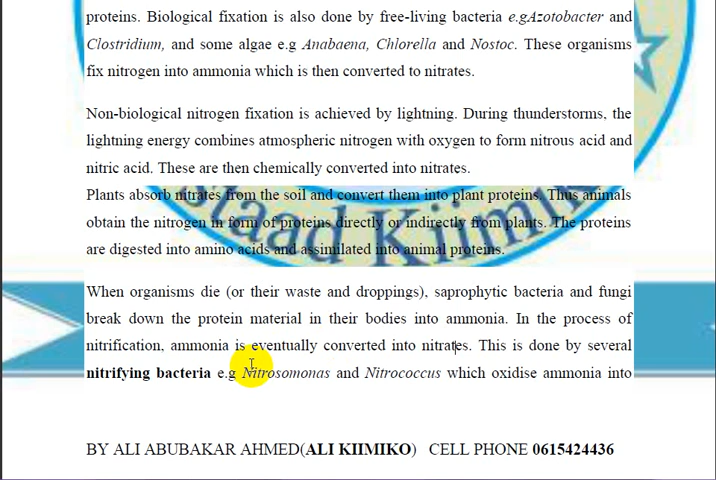 proteins. Biological fixation is also done by free-living bacteria e.gAzotobacter and
Clostridium, and some algae e.g Anabaena, Chlorella and Nostoc. These organisms
fix nitrogen into ammonia which is then converted to nitrates.
Non-biological nitrogen fixation is achieved by lightning. During thunderstorms, the
lightning energy combines atmospheric nitrogen with oxygen to form nitrous acid and
nitric acid. These are then chemically converted into nitrates.
Plants absorb nitrates from the soil and convert them into plant proteins. Thus animals
obtain the nitrogen in form of proteins directly or indirectly from plants. The proteins
are digested into amino acids and assimilated into animal proteins.
When organisms die (or their waste and droppings), saprophytic bacteria and fungi
break down the protein material in their bodies into ammonia. In the process of
nitrification, ammonia is eventually converted into nitrates. This is done by several
nitrifying bacteria e.g Nitrosomonas and Nitrococcus which oxidise ammonia into
BY ALI ABUBAKAR AHMED(ALI KIIMIKO) CELL PHONE 0615424436